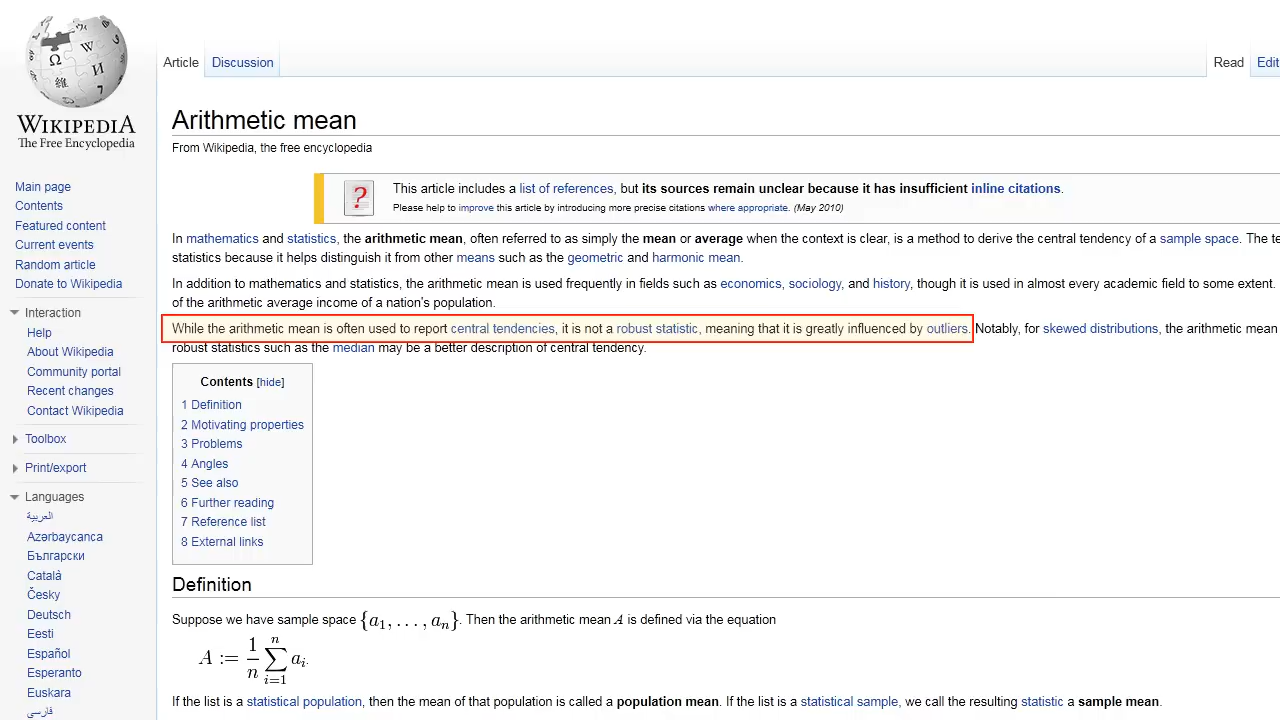 WIKIPEDIA
The Free Encyclopedia
Main page
Contents
Featured content
Current events
Random article
Donate to Wikipedia
Interaction
Help
About Wikipedia
Community portal
Recent changes
Contact Wikipedia
Toolbox
Print/export
Languages
العربية
Azərbaycanca
Български
Català
Česky
Deutsch
Eesti
Español
Esperanto
Euskara
فارسی
Article Discussion Read Edit
Arithmetic mean
From Wikipedia, the free encyclopedia
This article includes a list of references, but its sources remain unclear because it has insufficient inline citations.
Please help to improve this article by introducing more precise citations where appropriate. (May 2010)
In mathematics and statistics, the arithmetic mean, often referred to as simply the mean or average when the context is clear, is a method to derive the central tendency of a sample space. The te
statistics because it helps distinguish it from other means such as the geometric and harmonic mean.
In addition to mathematics and statistics, the arithmetic mean is used frequently in fields such as economics, sociology, and history, though it is used in almost every academic field to some extent.
of the arithmetic average income of a nation's population.
While the arithmetic mean is often used to report central tendencies, it is not a robust statistic, meaning that it is greatly influenced by outliers. Notably, for skewed distributions, the arithmetic mean
robust statistics such as the median may be a better description of central tendency.
Contents [hide]
1 Definition
2 Motivating properties
3 Problems
4 Angles
5 See also
6 Further reading
7 Reference list
8 External links
Definition
Suppose we have sample space {a₁, . . . , aₙ}. Then the arithmetic mean A is defined via the equation
A := 1/n ∑ᵢ₌₁ⁿ aᵢ.
If the list is a statistical population, then the mean of that population is called a population mean. If the list is a statistical sample, we call the resulting statistic a sample mean.